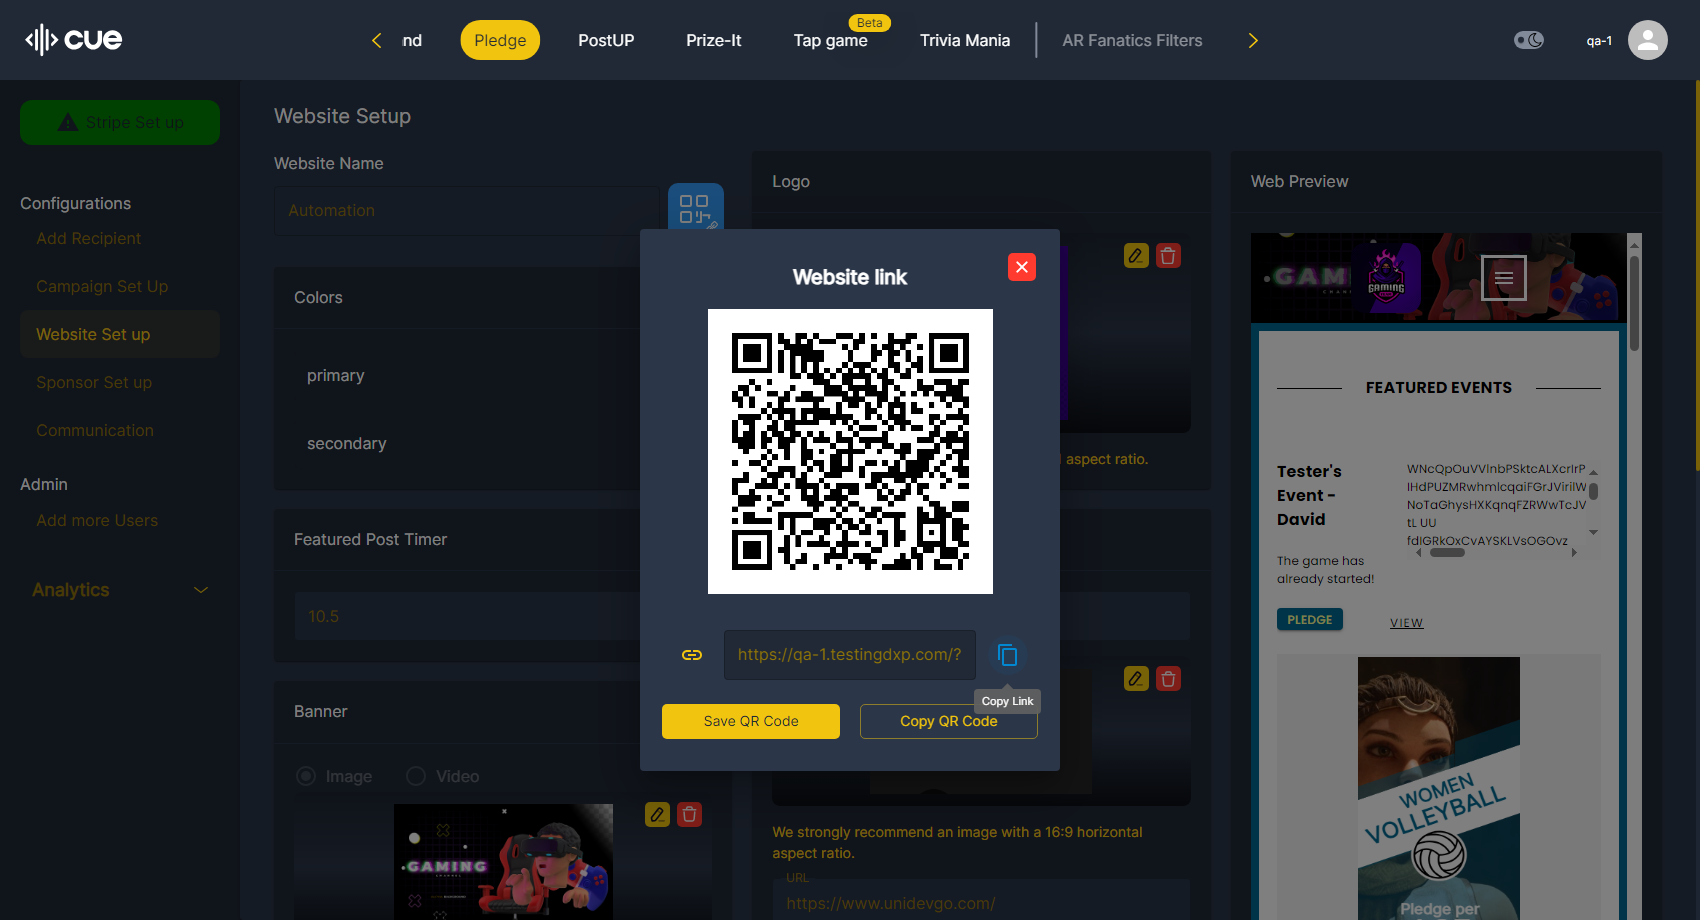 cue
Pledge
PostUP
Prize-It
Beta
Tap game
Trivia Mania
AR Fanatics Filters
qa-1
Stripe Set up
Configurations
Add Recipient
Campaign Set Up
Website Set up
Sponsor Set up
Communication
Admin
Add more Users
Analytics
Website Setup
Website Name
Automation
Colors
primary
secondary
Featured Post Timer
10.5
Banner
Image
Video
GAMING
Logo
aspect ratio.
We strongly recommend an image with a 16:9 horizontal
aspect ratio.
URL
https://www.unidevgo.com/
Website link
https://qa-1.testingdxp.com/?
Copy Link
Save QR Code
Copy QR Code
Web Preview
GAMING
FEATURED EVENTS
Tester's
Event -
David
The game has
already started!
PLEDGE
VIEW
tL UU
WOMEN
VOLLEYBALL
Pledge per